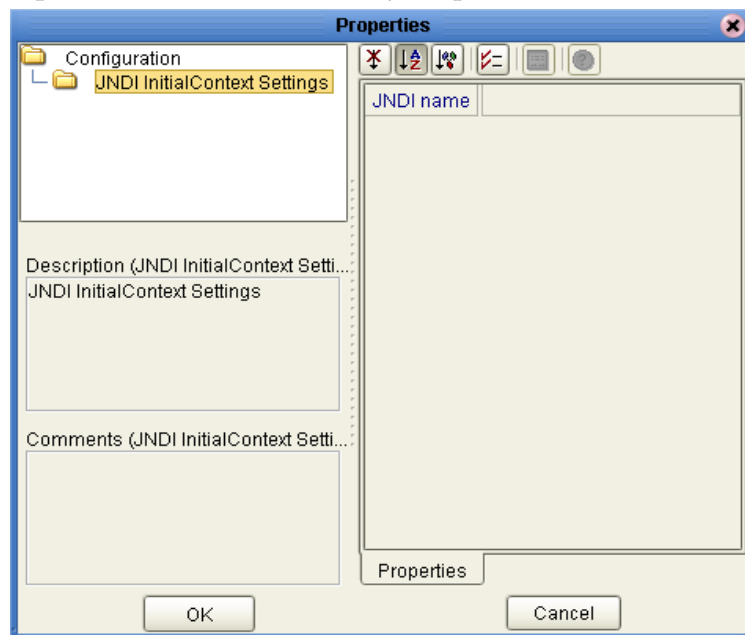 Properties
Configuration
JNDI InitialContext Settings
JNDI name
Description (JNDI InitialContext Setti...
JNDI InitialContext Settings
Comments (JNDI InitialContext Setti...
Properties
OK
Cancel